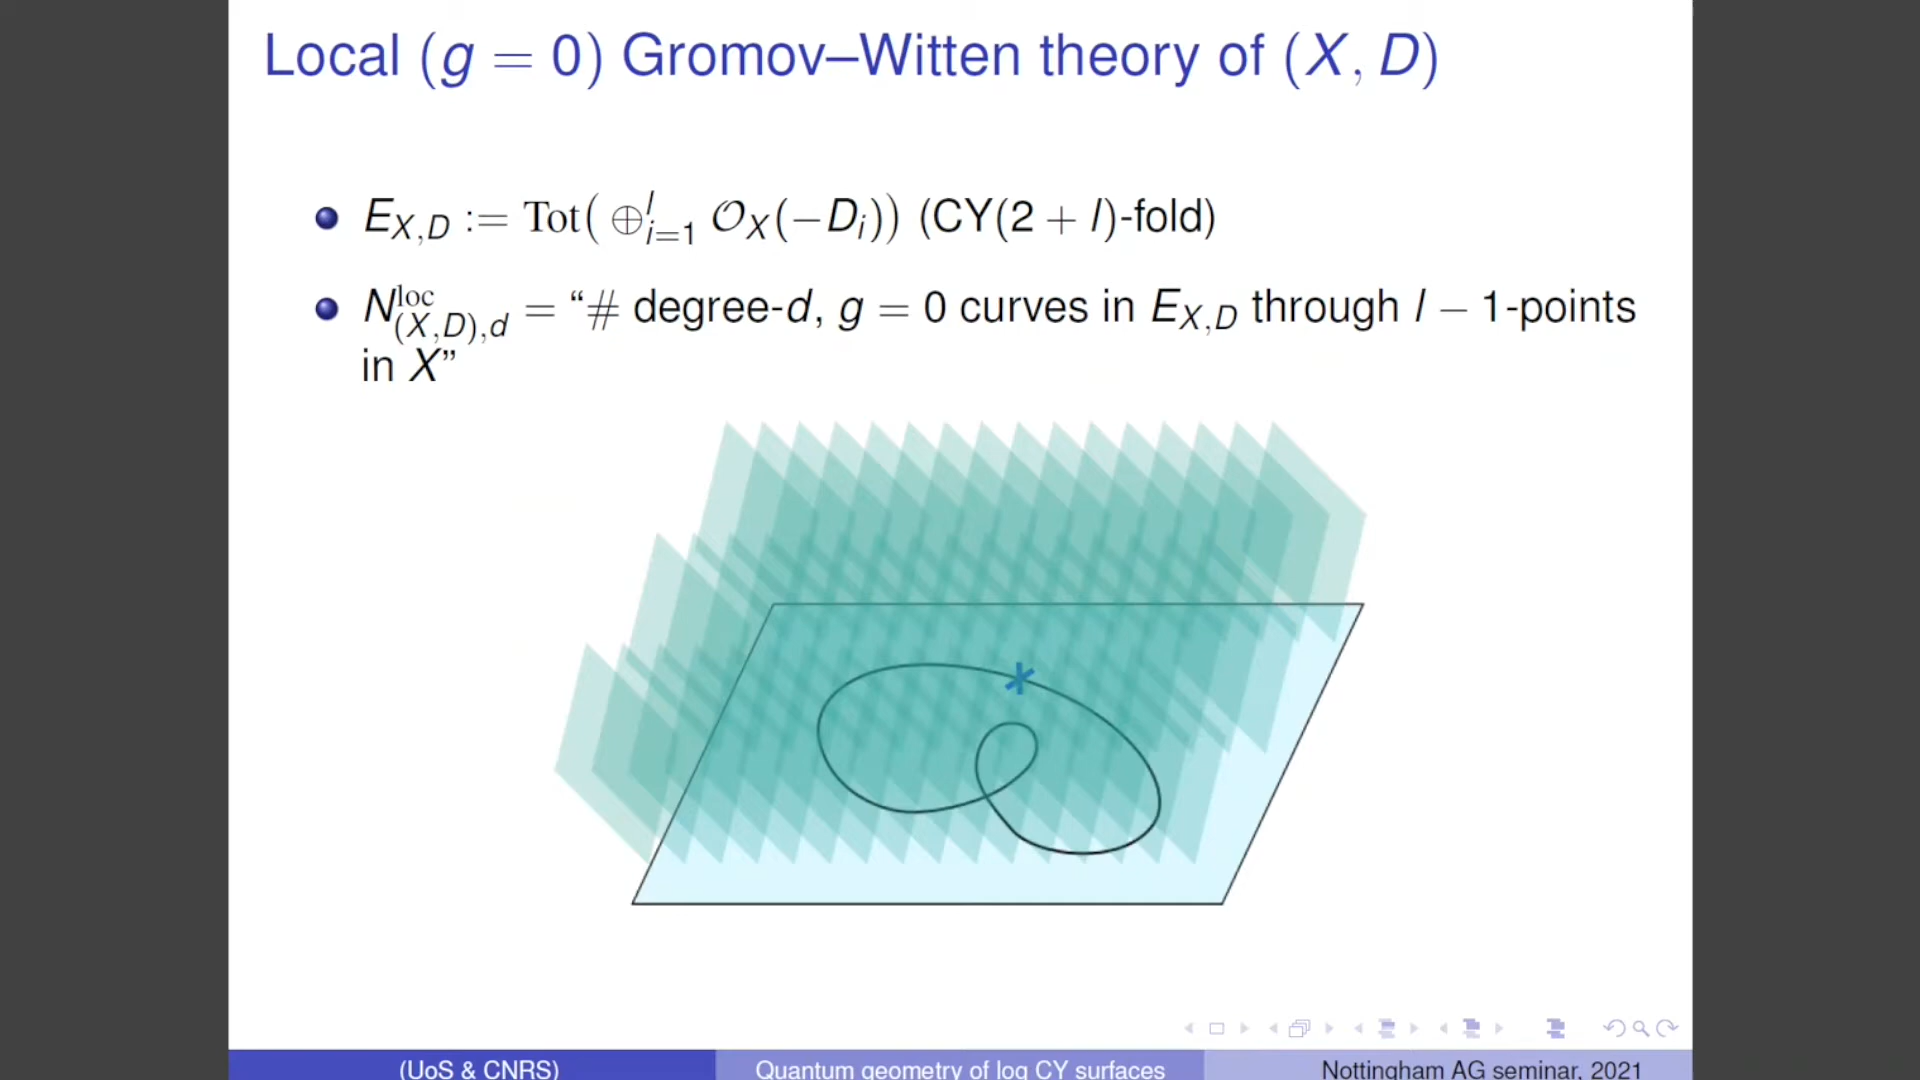 Local (g = 0) Gromov–Witten theory of (X, D)
E_{X,D} := Tot( ⊕_{i=1}^{l} 𝒪_X(−D_i)) (CY(2 + l)-fold)
N^{loc}_{(X,D),d} = “# degree-d, g = 0 curves in E_{X,D} through l − 1-points
in X”
(UoS & CNRS)
Quantum geometry of log CY surfaces
Nottingham AG seminar, 2021